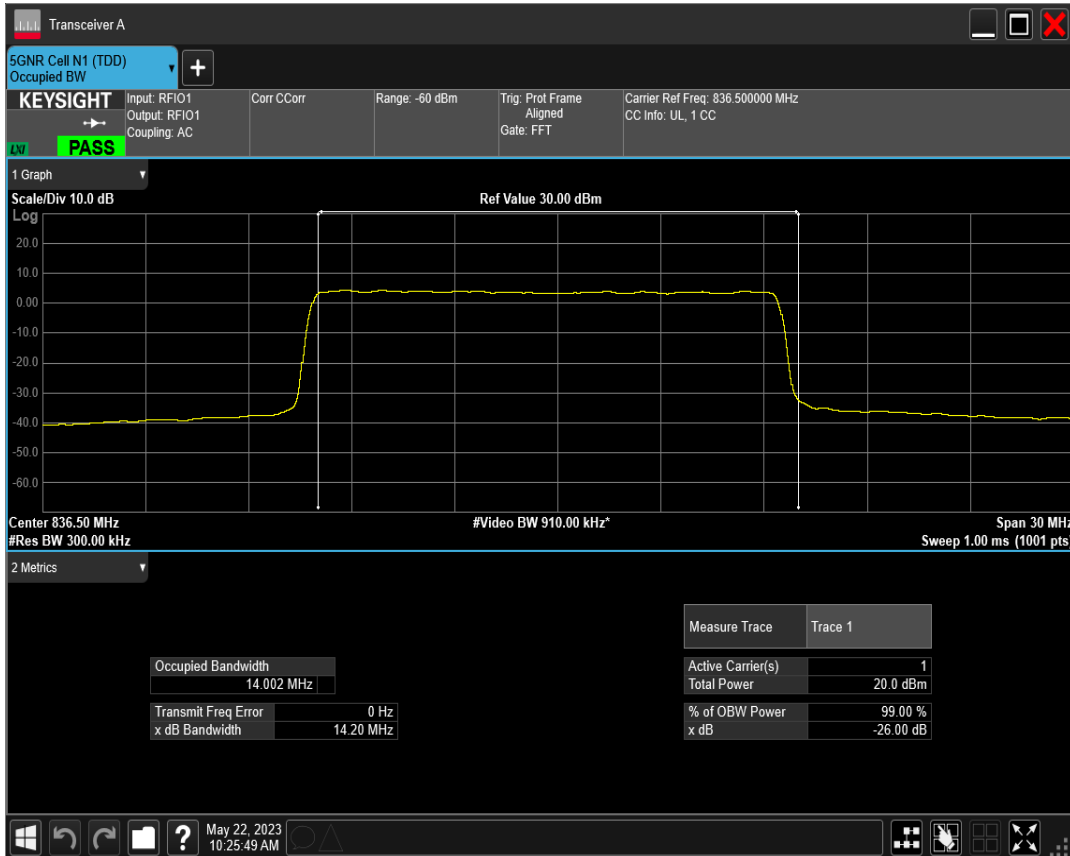 Transceiver A
5GNR Cell N1 (TDD)
Occupied BW
+
KEYSIGHT
LXI
PASS
Input: RFIO1
Output: RFIO1
Coupling: AC
Corr CCorr
Range: -60 dBm
Trig: Prot Frame
Aligned
Gate: FFT
Carrier Ref Freq: 836.500000 MHz
CC Info: UL, 1 CC
1 Graph
Scale/Div 10.0 dB
Ref Value 30.00 dBm
Log
20.0
10.0
0.00
-10.0
-20.0
-30.0
-40.0
-50.0
-60.0
Center 836.50 MHz
#Video BW 910.00 kHz*
Span 30 MHz
#Res BW 300.00 kHz
Sweep 1.00 ms (1001 pts)
2 Metrics
Measure Trace Trace 1
Occupied Bandwidth
14.002 MHz
Active Carrier(s) 1
Total Power 20.0 dBm
Transmit Freq Error 0 Hz
x dB Bandwidth 14.20 MHz
% of OBW Power 99.00 %
x dB -26.00 dB
?
May 22, 2023
10:25:49 AM